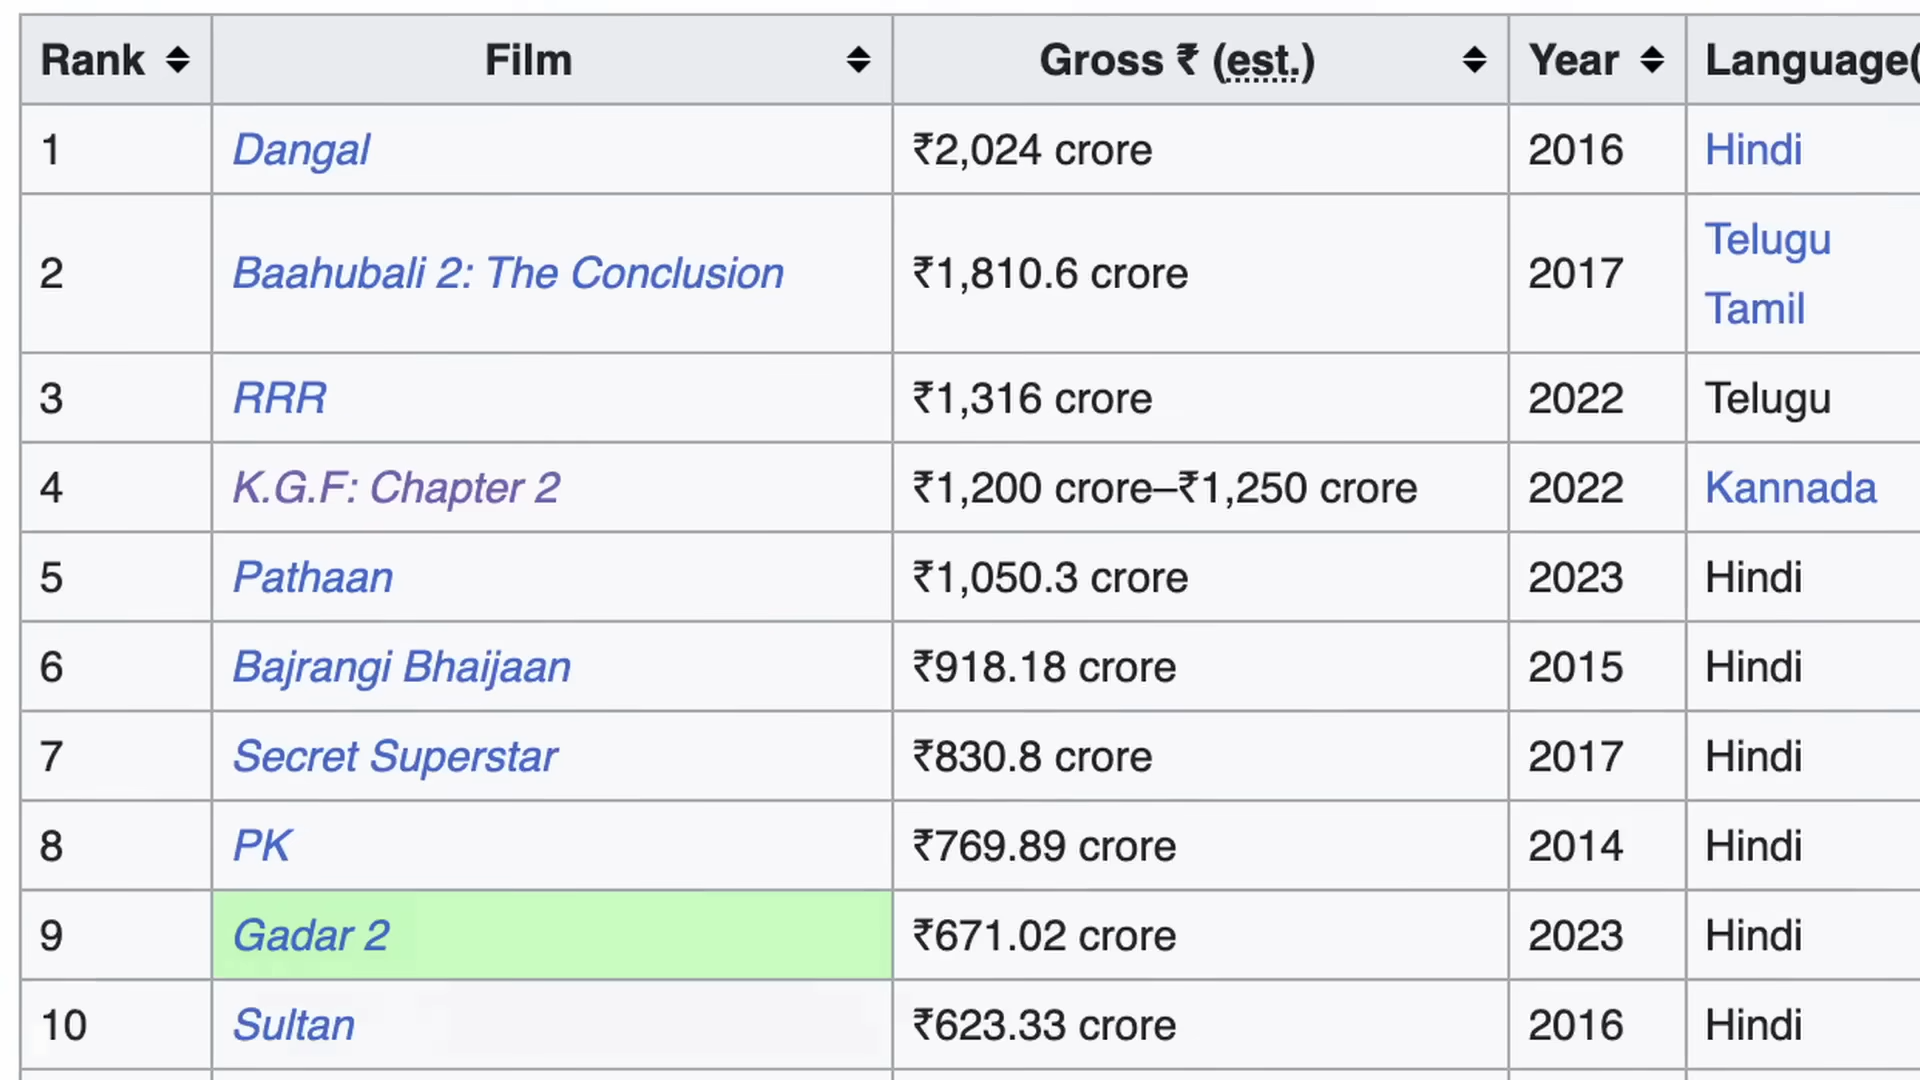 Rank Film Gross ₹ (est.) Year Language(
1 Dangal ₹2,024 crore 2016 Hindi
2 Baahubali 2: The Conclusion ₹1,810.6 crore 2017 Telugu
Tamil
3 RRR ₹1,316 crore 2022 Telugu
4 K.G.F: Chapter 2 ₹1,200 crore–₹1,250 crore 2022 Kannada
5 Pathaan ₹1,050.3 crore 2023 Hindi
6 Bajrangi Bhaijaan ₹918.18 crore 2015 Hindi
7 Secret Superstar ₹830.8 crore 2017 Hindi
8 PK ₹769.89 crore 2014 Hindi
9 Gadar 2 ₹671.02 crore 2023 Hindi
10 Sultan ₹623.33 crore 2016 Hindi